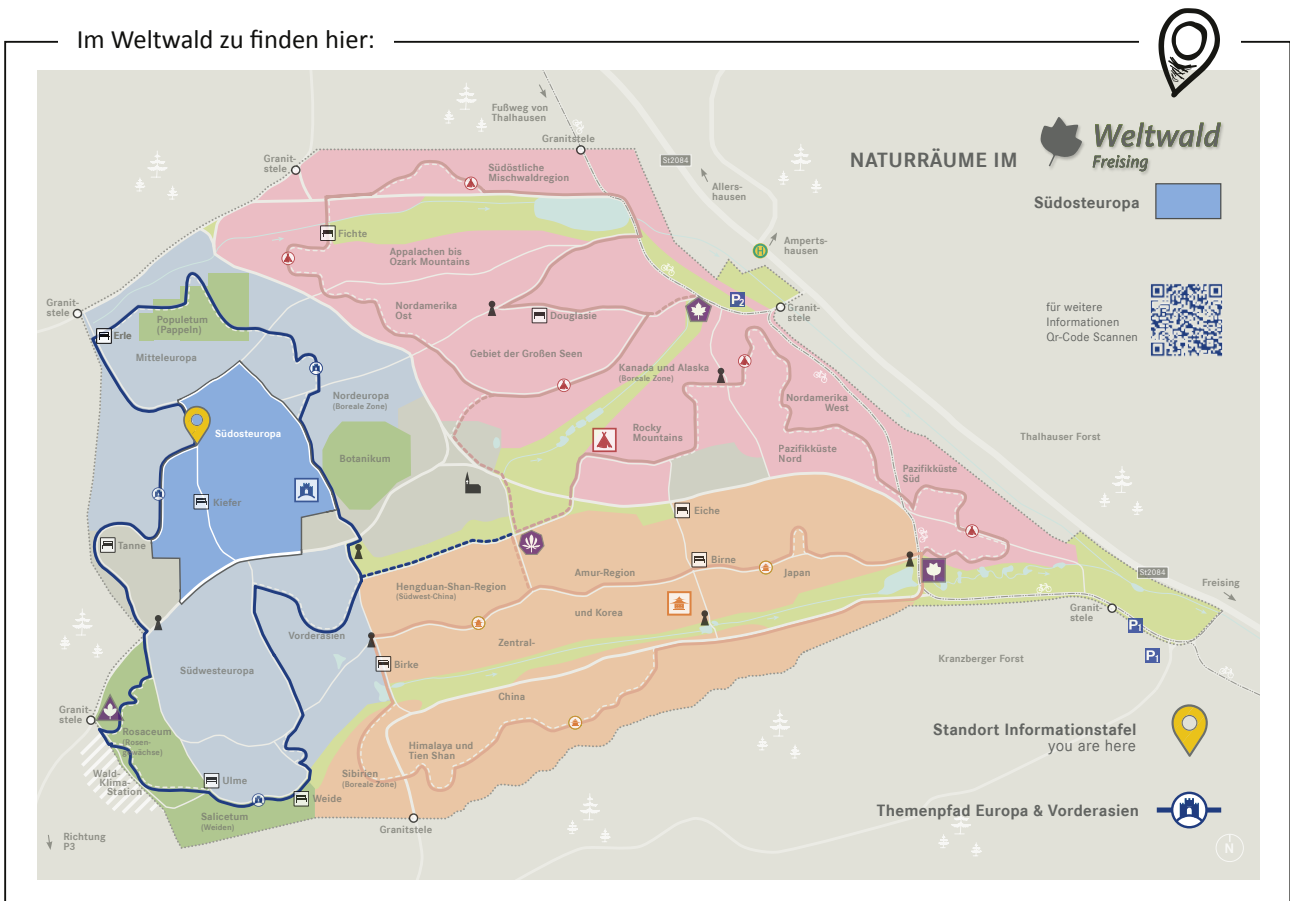 Im Weltwald zu finden hier:
Fußweg von
Thalhausen
Granitstele
Granit-
stele
Südöstliche
Mischwaldregion
St2084
NATURRÄUME IM
Weltwald
Freising
Allers-
hausen
Südosteuropa
Fichte
H
Amperts-
hausen
Appalachen bis
Ozark Mountains
Granit-
stele
Nordamerika
Ost
Douglasie
P2
Granit-
stele
für weitere
Informationen
Qr-Code Scannen
Populetum
(Pappeln)
Erle
Mitteleuropa
Gebiet der Großen Seen
Kanada und Alaska
(Boreale Zone)
Nordeuropa
(Boreale Zone)
Nordamerika
West
Südosteuropa
Rocky
Mountains
Thalhauser Forst
Botanikum
Pazifikküste
Nord
Pazifikküste
Süd
Kiefer
Eiche
Tanne
Birne
Amur-Region
Japan
Hengduan-Shan-Region
(Südwest-China)
St2084
Freising
und Korea
Granit-
stele
P1
P1
Vorderasien
Zentral-
Birke
Kranzberger Forst
Südwesteuropa
China
Granit-
stele
Rosaceum
(Rosen-
gewächse)
Standort Informationstafel
you are here
Himalaya und
Tien Shan
Wald-
Klima-
Station
Ulme
Sibirien
(Boreale Zone)
Weide
Salicetum
(Weiden)
Themenpfad Europa & Vorderasien
Granitstele
Richtung
P3
N